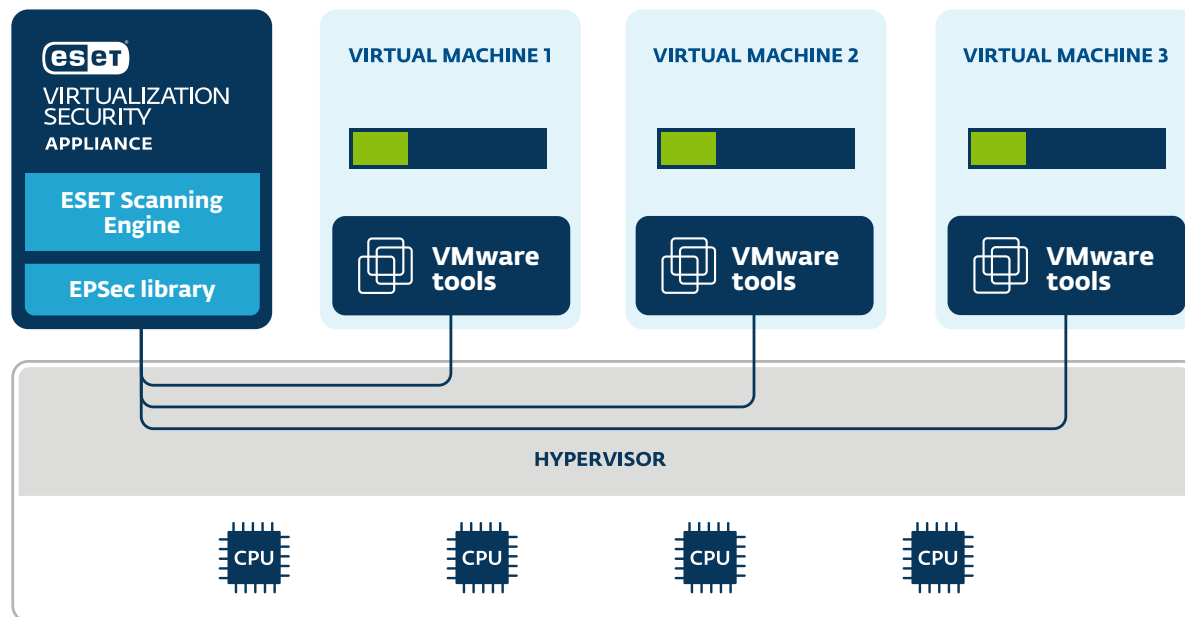 eset
VIRTUALIZATION
SECURITY
APPLIANCE
ESET Scanning
Engine
EPSec library
VIRTUAL MACHINE 1
VMware
tools
VIRTUAL MACHINE 2
VMware
tools
VIRTUAL MACHINE 3
VMware
tools
HYPERVISOR
CPU
CPU
CPU
CPU